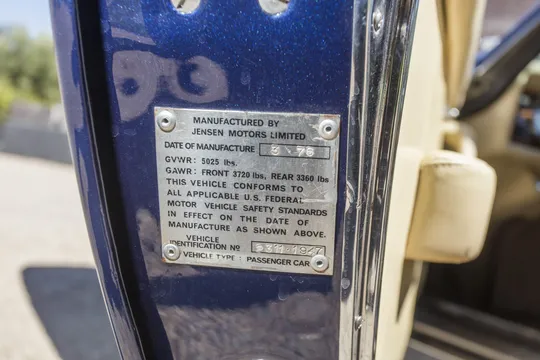 MANUFACTURED BY
JENSEN MOTORS LIMITED
DATE OF MANUFACTURE
GVWR: 5025 lbs.
GAWR: FRONT 3720 lbs, REAR 3360 lbs
THIS VEHICLE CONFORMS TO
ALL APPLICABLE U.S. FEDERAL
MOTOR VEHICLE SAFETY STANDARDS
IN EFFECT ON THE DATE OF
MANUFACTURE AS SHOWN ABOVE.
VEHICLE
IDENTIFICATION Nº
VEHICLE TYPE: PASSENGER CAR